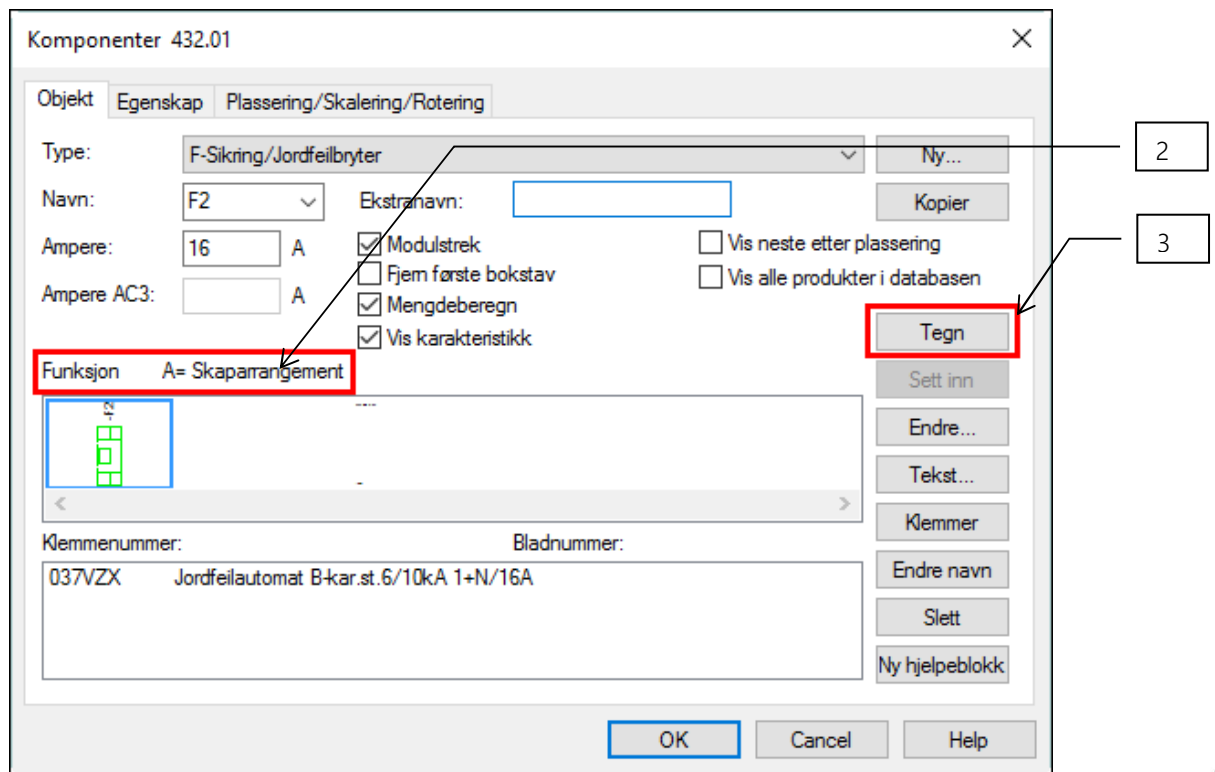 Komponenter 432.01
Objekt Egenskap Plassering/Skalering/Rotering
Type: F-Sikring/Jordfeilbryter Ny... 2
Navn: F2 Ekstranavn: Kopier
Ampere: 16 A Modulstrek Vis neste etter plassering 3
Fjern første bokstav Vis alle produkter i databasen
Ampere AC3: A Mengdeberegn
Vis karakteristikk Tegn
Funksjon A= Skaparrangement Sett inn
-F2
Endre...
Tekst...
Klemmer
Klemmenummer: Bladnummer:
037VZX Jordfeilautomat B-kar.st.6/10kA 1+N/16A Endre navn
Slett
Ny hjelpeblokk
OK Cancel Help